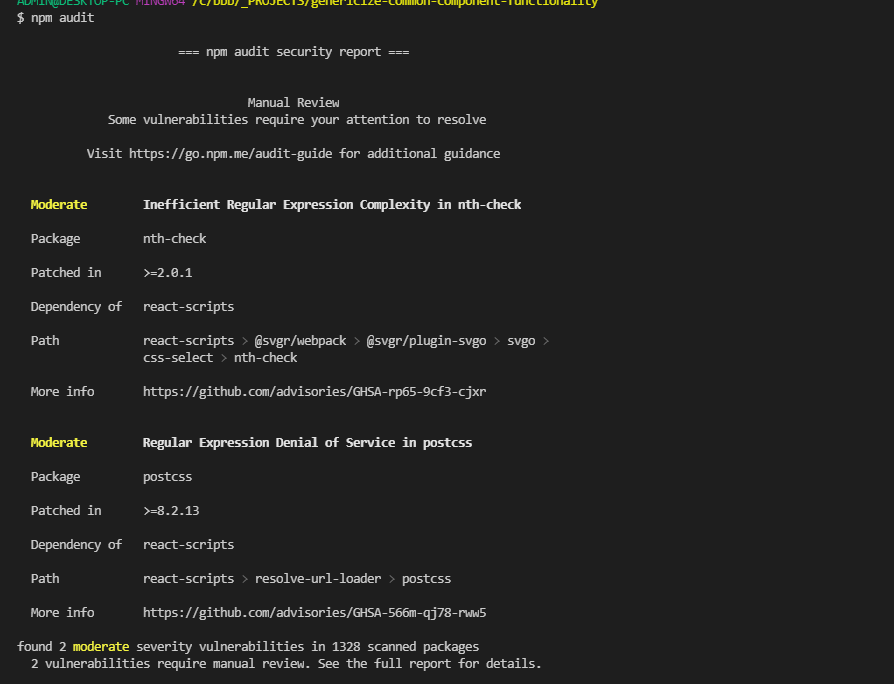 ADMIN@DESKTOP-PC MINGW64 /c/bbb/_PROJECTS/genericize-common-component-functionality
$ npm audit
=== npm audit security report ===
Manual Review
Some vulnerabilities require your attention to resolve
Visit https://go.npm.me/audit-guide for additional guidance
Moderate Inefficient Regular Expression Complexity in nth-check
Package nth-check
Patched in >=2.0.1
Dependency of react-scripts
Path react-scripts > @svgr/webpack > @svgr/plugin-svgo > svgo >
css-select > nth-check
More info https://github.com/advisories/GHSA-rp65-9cf3-cjxr
Moderate Regular Expression Denial of Service in postcss
Package postcss
Patched in >=8.2.13
Dependency of react-scripts
Path react-scripts > resolve-url-loader > postcss
More info https://github.com/advisories/GHSA-566m-qj78-rww5
found 2 moderate severity vulnerabilities in 1328 scanned packages
2 vulnerabilities require manual review. See the full report for details.